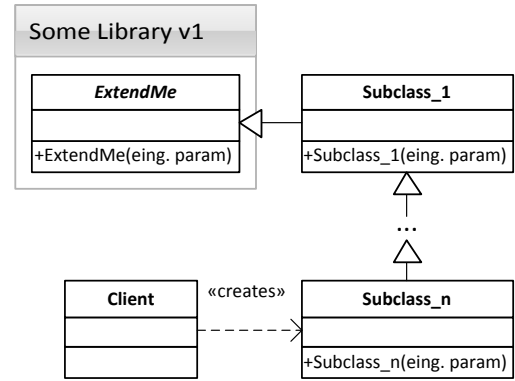 Some Library v1
ExtendMe
+ExtendMe(eing. param)
Subclass_1
+Subclass_1(eing. param)
...
Client
«creates»
Subclass_n
+Subclass_n(eing. param)